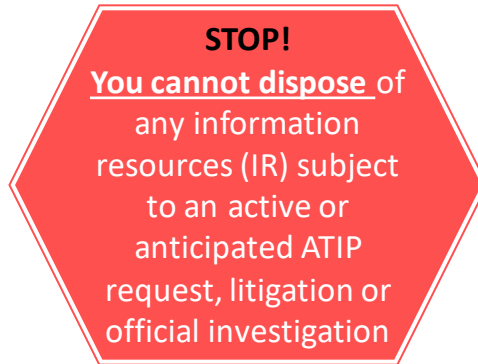 STOP!
You cannot dispose of
any information
resources (IR) subject
to an active or
anticipated ATIP
request, litigation or
official investigation